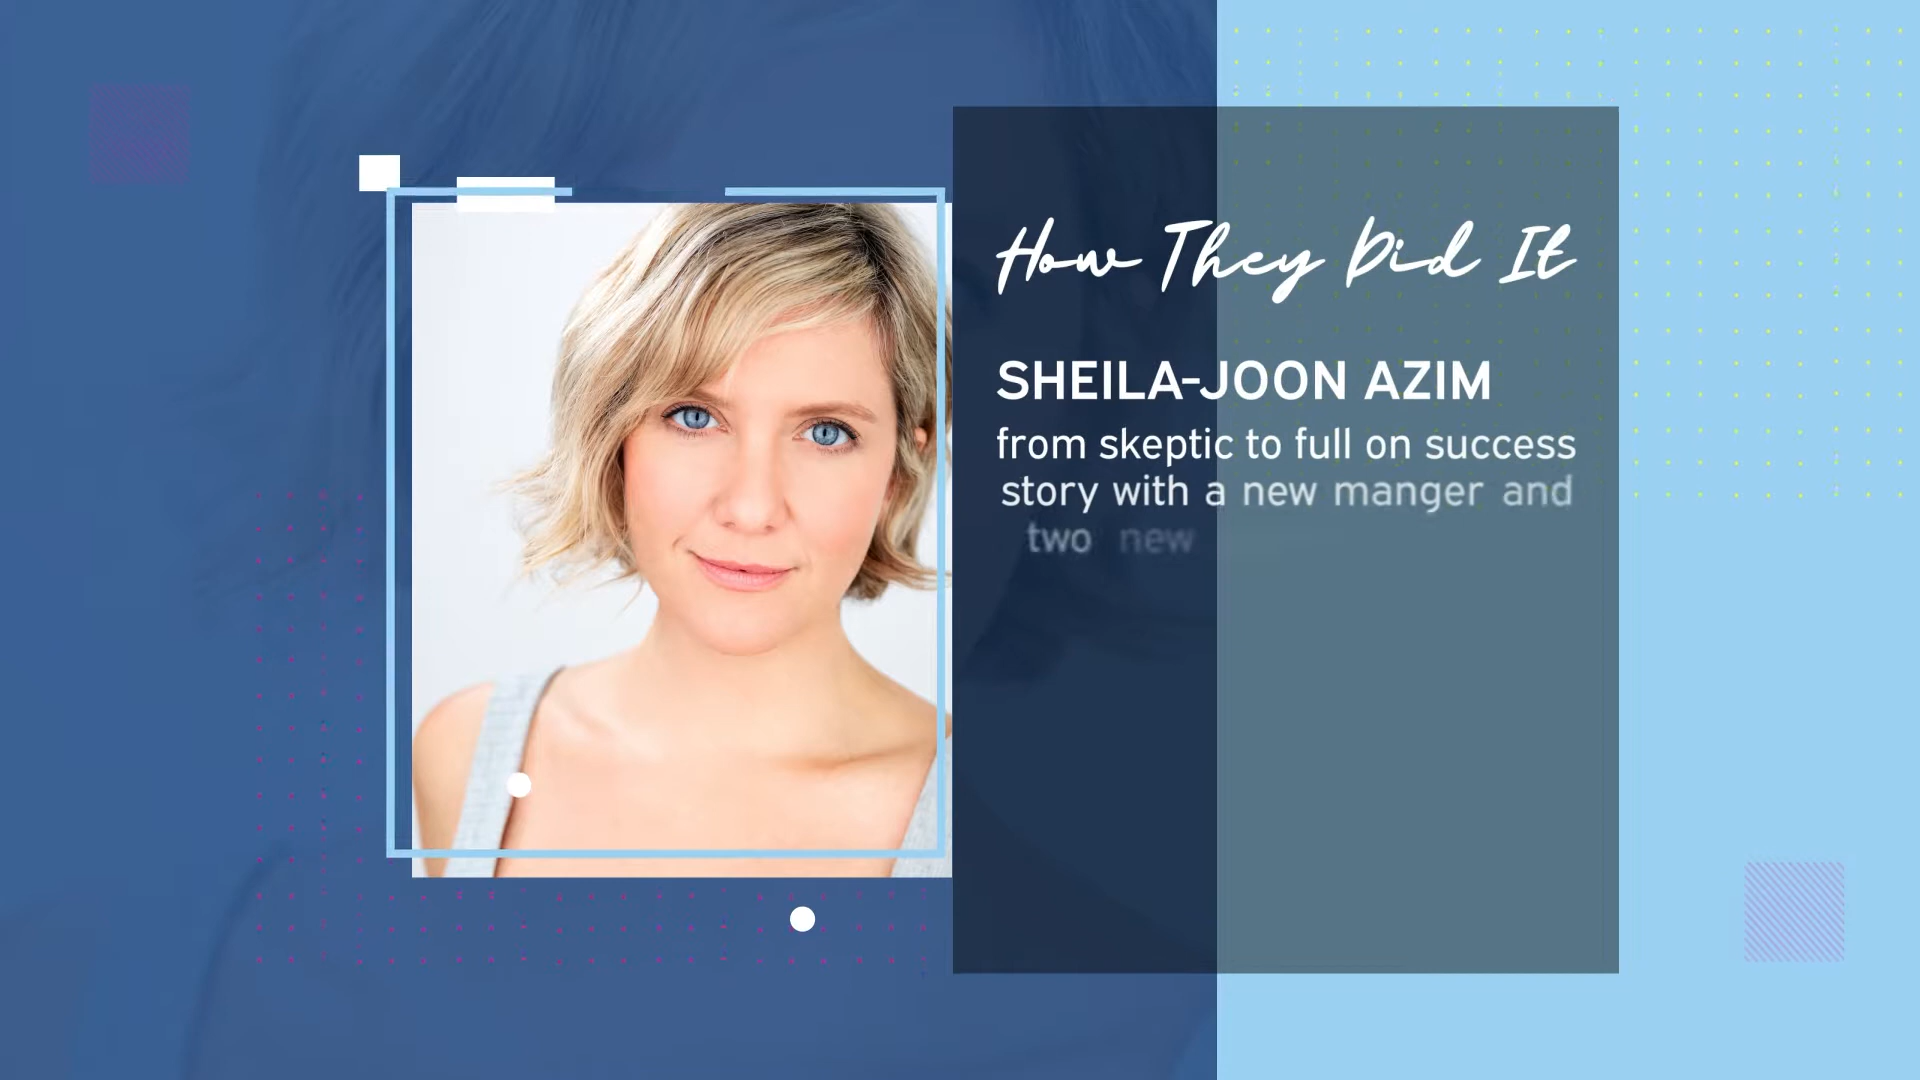 How They Did It
SHEILA-JOON AZIM
from skeptic to full on success
story with a new manger and
two new